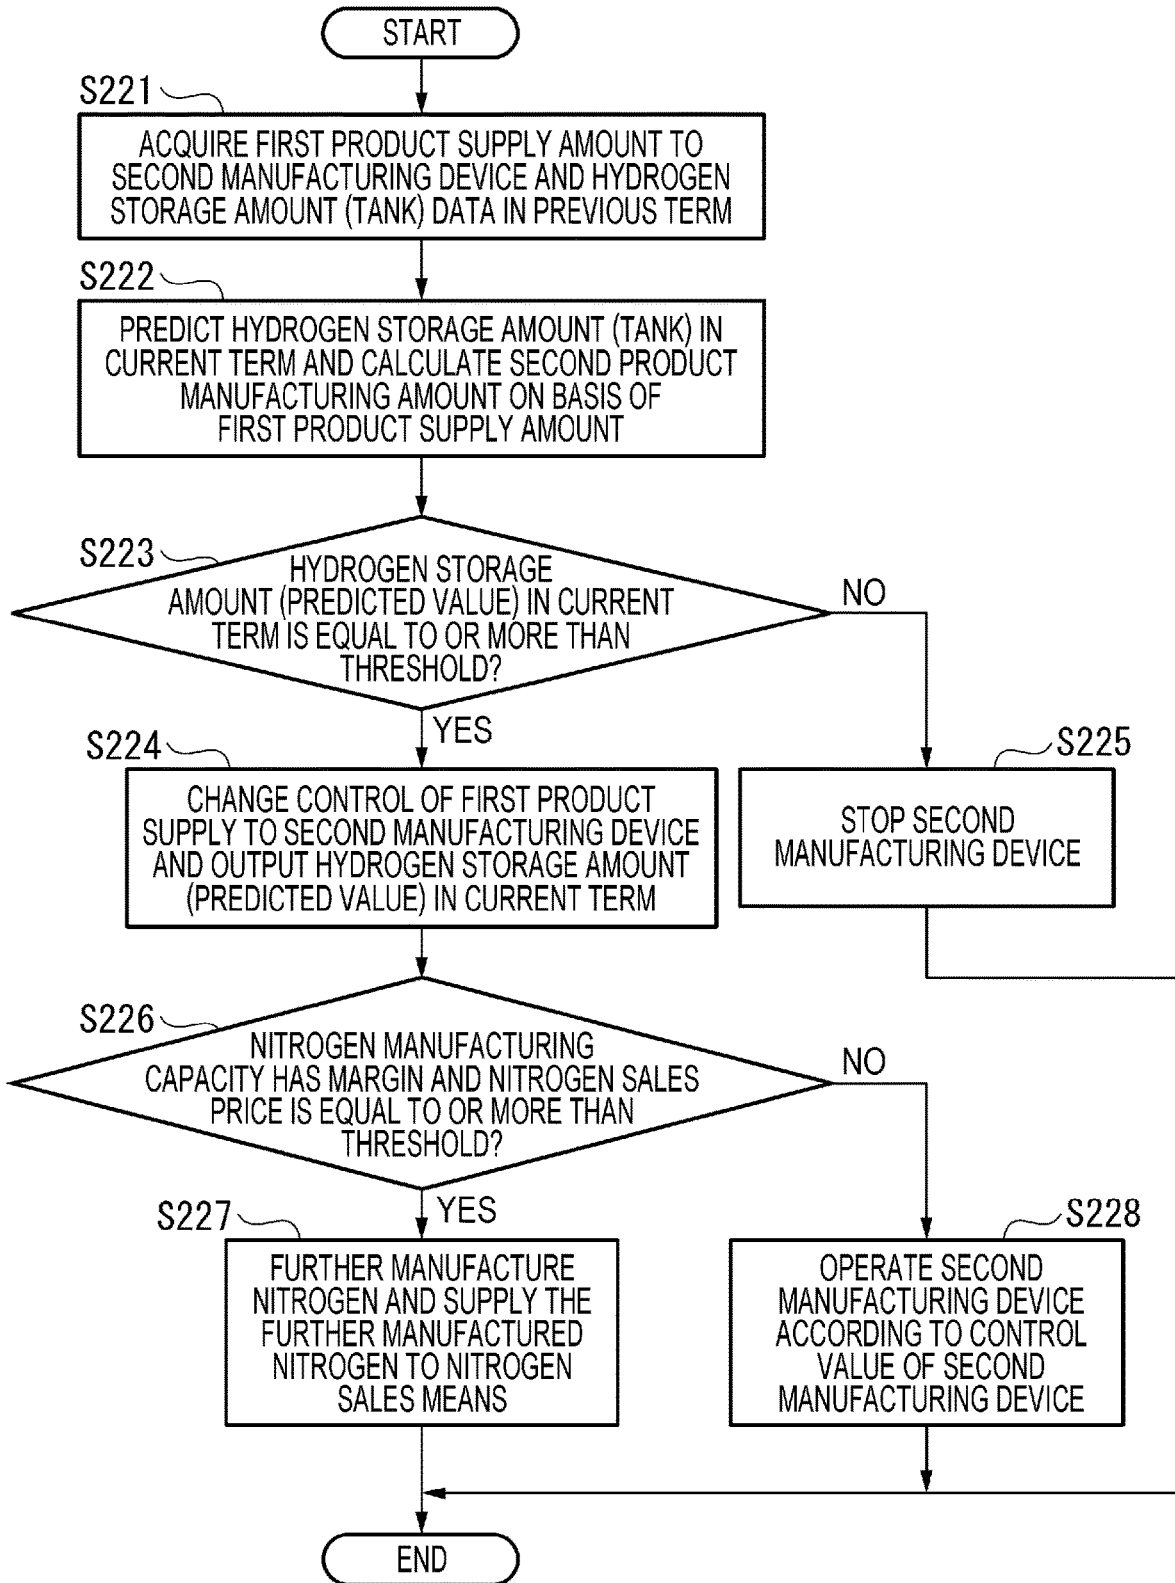 START
S221
ACQUIRE FIRST PRODUCT SUPPLY AMOUNT TO
SECOND MANUFACTURING DEVICE AND HYDROGEN
STORAGE AMOUNT (TANK) DATA IN PREVIOUS TERM
S222
PREDICT HYDROGEN STORAGE AMOUNT (TANK) IN
CURRENT TERM AND CALCULATE SECOND PRODUCT
MANUFACTURING AMOUNT ON BASIS OF
FIRST PRODUCT SUPPLY AMOUNT
S223
HYDROGEN STORAGE
AMOUNT (PREDICTED VALUE) IN CURRENT
TERM IS EQUAL TO OR MORE THAN
THRESHOLD?
NO
YES
S224
CHANGE CONTROL OF FIRST PRODUCT
SUPPLY TO SECOND MANUFACTURING DEVICE
AND OUTPUT HYDROGEN STORAGE AMOUNT
(PREDICTED VALUE) IN CURRENT TERM
S225
STOP SECOND
MANUFACTURING DEVICE
S226
NITROGEN MANUFACTURING
CAPACITY HAS MARGIN AND NITROGEN SALES
PRICE IS EQUAL TO OR MORE THAN
THRESHOLD?
NO
YES
S227
FURTHER MANUFACTURE
NITROGEN AND SUPPLY THE
FURTHER MANUFACTURED
NITROGEN TO NITROGEN
SALES MEANS
S228
OPERATE SECOND
MANUFACTURING DEVICE
ACCORDING TO CONTROL
VALUE OF SECOND
MANUFACTURING DEVICE
END